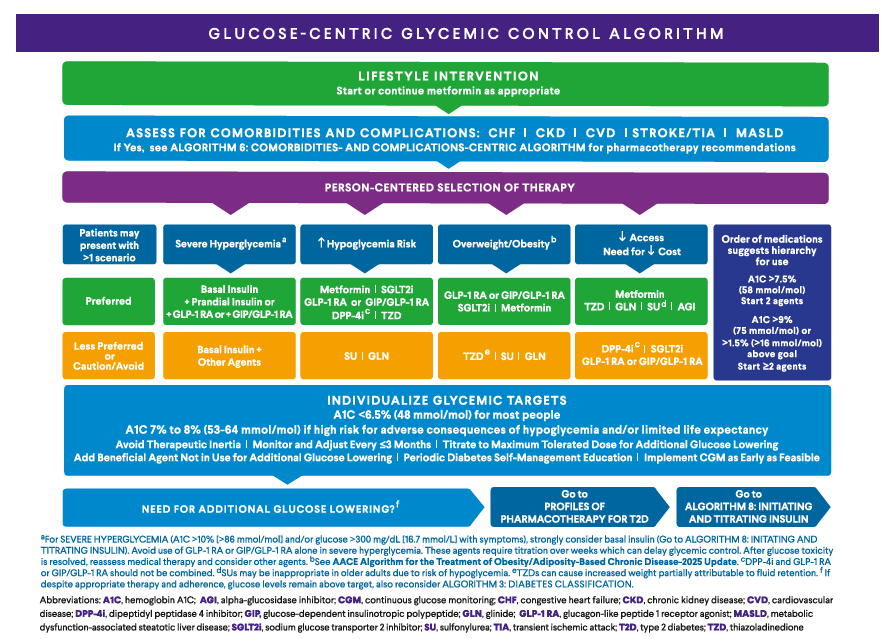 GLUCOSE-CENTRIC GLYCEMIC CONTROL ALGORITHM
LIFESTYLE INTERVENTION
Start or continue metformin as appropriate
ASSESS FOR COMORBIDITIES AND COMPLICATIONS: CHF | CKD | CVD | STROKE/TIA | MASLD
If Yes, see ALGORITHM 6: COMORBIDITIES- AND COMPLICATIONS-CENTRIC ALGORITHM for pharmacotherapy recommendations
PERSON-CENTERED SELECTION OF THERAPY
Patients may
present with
>1 scenario
Severe Hyperglycemiaᵃ
↑ Hypoglycemia Risk
Overweight/Obesityᵇ
↓ Access
Need for ↓ Cost
Preferred
Basal Insulin
+ Prandial Insulin or
+ GLP-1 RA or + GIP/GLP-1 RA
Metformin | SGLT2i
GLP-1 RA or GIP/GLP-1 RA
DPP-4iᶜ | TZD
GLP-1 RA or GIP/GLP-1 RA
SGLT2i | Metformin
Metformin
TZD | GLN | SUᵈ | AGI
Less Preferred
or
Caution/Avoid
Basal Insulin +
Other Agents
SU | GLN
TZDᵉ | SU | GLN
DPP-4iᶜ | SGLT2i
GLP-1 RA or GIP/GLP-1 RA
Order of medications
suggests hierarchy
for use
A1C >7.5%
(58 mmol/mol)
Start 2 agents
A1C >9%
(75 mmol/mol) or
>1.5% (>16 mmol/mol)
above goal
Start ≥2 agents
INDIVIDUALIZE GLYCEMIC TARGETS
A1C <6.5% (48 mmol/mol) for most people
A1C 7% to 8% (53-64 mmol/mol) if high risk for adverse consequences of hypoglycemia and/or limited life expectancy
Avoid Therapeutic Inertia | Monitor and Adjust Every ≤3 Months | Titrate to Maximum Tolerated Dose for Additional Glucose Lowering
Add Beneficial Agent Not in Use for Additional Glucose Lowering | Periodic Diabetes Self-Management Education | Implement CGM as Early as Feasible
NEED FOR ADDITIONAL GLUCOSE LOWERING?ᶠ
Go to
PROFILES OF
PHARMACOTHERAPY FOR T2D
Go to
ALGORITHM 8: INITIATING
AND TITRATING INSULIN
ᵃFor SEVERE HYPERGLYCEMIA (A1C >10% [>86 mmol/mol] and/or glucose >300 mg/dL [16.7 mmol/L] with symptoms), strongly consider basal insulin (Go to ALGORITHM 8: INITIATING AND
TITRATING INSULIN). Avoid use of GLP-1 RA or GIP/GLP-1 RA alone in severe hyperglycemia. These agents require titration over weeks which can delay glycemic control. After glucose toxicity
is resolved, reassess medical therapy and consider other agents. ᵇSee AACE Algorithm for the Treatment of Obesity/Adiposity-Based Chronic Disease-2025 Update. ᶜDPP-4i and GLP-1 RA
or GIP/GLP-1 RA should not be combined. ᵈSUs may be inappropriate in older adults due to risk of hypoglycemia. ᵉTZDs can cause increased weight partially attributable to fluid retention. ᶠ If
despite appropriate therapy and adherence, glucose levels remain above target, also reconsider ALGORITHM 3: DIABETES CLASSIFICATION.
Abbreviations: A1C, hemoglobin A1C; AGI, alpha-glucosidase inhibitor; CGM, continuous glucose monitoring; CHF, congestive heart failure; CKD, chronic kidney disease; CVD, cardiovascular
disease; DPP-4i, dipeptidyl peptidase 4 inhibitor; GIP, glucose-dependent insulinotropic polypeptide; GLN, glinide; GLP-1 RA, glucagon-like peptide 1 receptor agonist; MASLD, metabolic
dysfunction-associated steatotic liver disease; SGLT2i, sodium glucose transporter 2 inhibitor; SU, sulfonylurea; TIA, transient ischemic attack; T2D, type 2 diabetes; TZD, thiazoladinedione